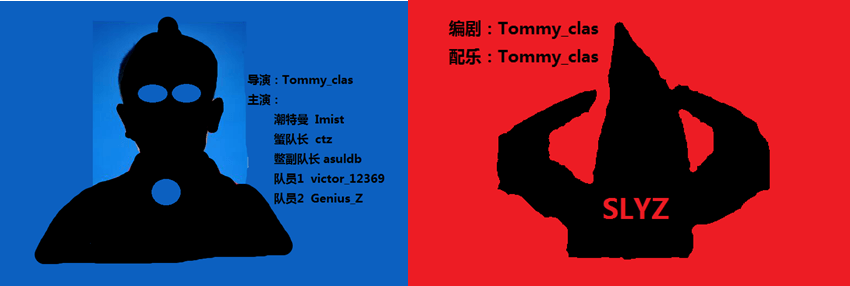 导演：Tommy_clas
主演：
潮特曼 Imist
蟹队长 ctz
鳖副队长 asuldb
队员1 victor_12369
队员2 Genius_Z
编剧：Tommy_clas
配乐：Tommy_clas
SLYZ